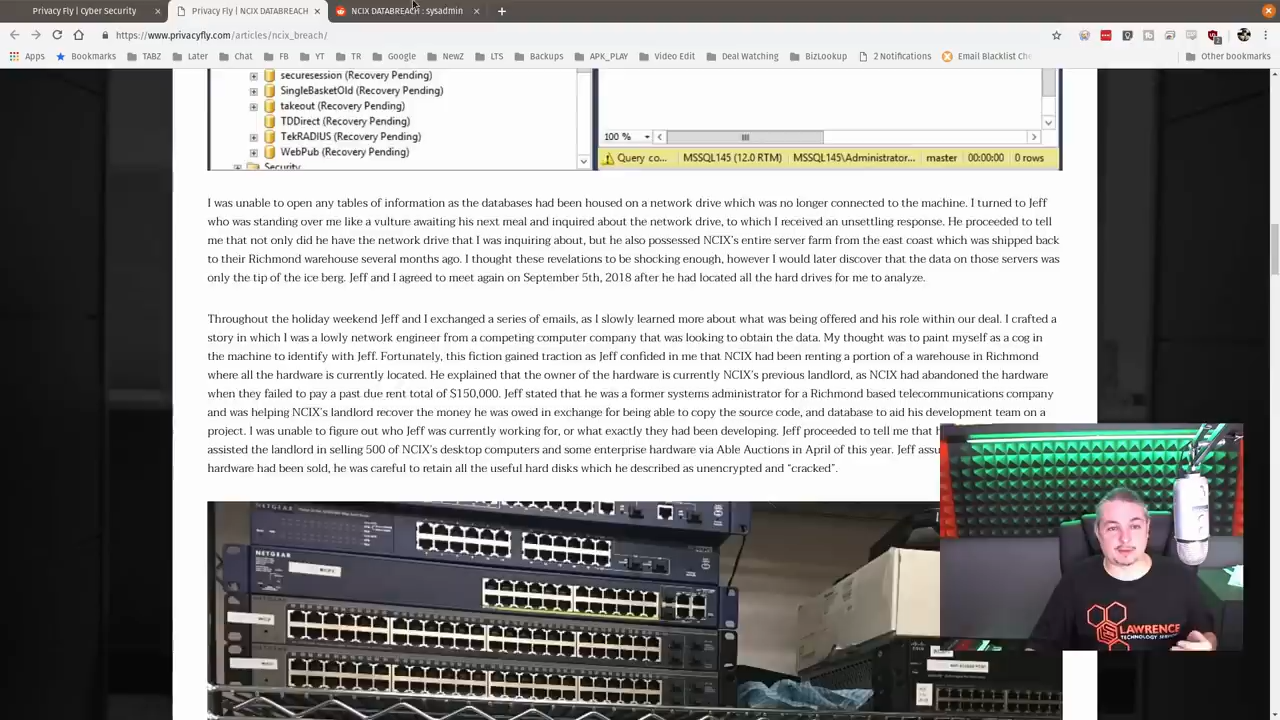 Privacy Fly | Cyber Security
Privacy Fly | NCIX DATABREACH
NCIX DATABREACH : sysadmin
https://www.privacyfly.com/articles/ncix_breach/
Apps Bookmarks TABZ Later Chat FB YT TR Google NewZ LTS Backups APK_PLAY Video Edit Deal Watching BizLookup 2 Notifications Email Blacklist Che Other bookmarks
securesession (Recovery Pending)
SingleBasketOld (Recovery Pending)
takeout (Recovery Pending)
TDDirect (Recovery Pending)
TekRADIUS (Recovery Pending)
WebPub (Recovery Pending)
Security
100 %
Query co... MSSQL145 (12.0 RTM) MSSQL145\Administrator... master 00:00:00 0 rows
I was unable to open any tables of information as the databases had been housed on a network drive which was no longer connected to the machine. I turned to Jeff
who was standing over me like a vulture awaiting his next meal and inquired about the network drive, to which I received an unsettling response. He proceeded to tell
me that not only did he have the network drive that I was inquiring about, but he also possessed NCIX's entire server farm from the east coast which was shipped back
to their Richmond warehouse several months ago. I thought these revelations to be shocking enough, however I would later discover that the data on those servers was
only the tip of the ice berg. Jeff and I agreed to meet again on September 5th, 2018 after he had located all the hard drives for me to analyze.
Throughout the holiday weekend Jeff and I exchanged a series of emails, as I slowly learned more about what was being offered and his role within our deal. I crafted a
story in which I was a lowly network engineer from a competing computer company that was looking to obtain the data. My thought was to paint myself as a cog in
the machine to identify with Jeff. Fortunately, this fiction gained traction as Jeff confided in me that NCIX had been renting a portion of a warehouse in Richmond
where all the hardware is currently located. He explained that the owner of the hardware is currently NCIX's previous landlord, as NCIX had abandoned the hardware
when they failed to pay a past due rent total of $150,000. Jeff stated that he was a former systems administrator for a Richmond based telecommunications company
and was helping NCIX's landlord recover the money he was owed in exchange for being able to copy the source code, and database to aid his development team on a
project. I was unable to figure out who Jeff was currently working for, or what exactly they had been developing. Jeff proceeded to tell me that h
assisted the landlord in selling 500 of NCIX's desktop computers and some enterprise hardware via Able Auctions in April of this year. Jeff assu
hardware had been sold, he was careful to retain all the useful hard disks which he described as unencrypted and “cracked”.
NETGEAR
NETGEAR
LAWRENCE
TECHNOLOGY SERVICES